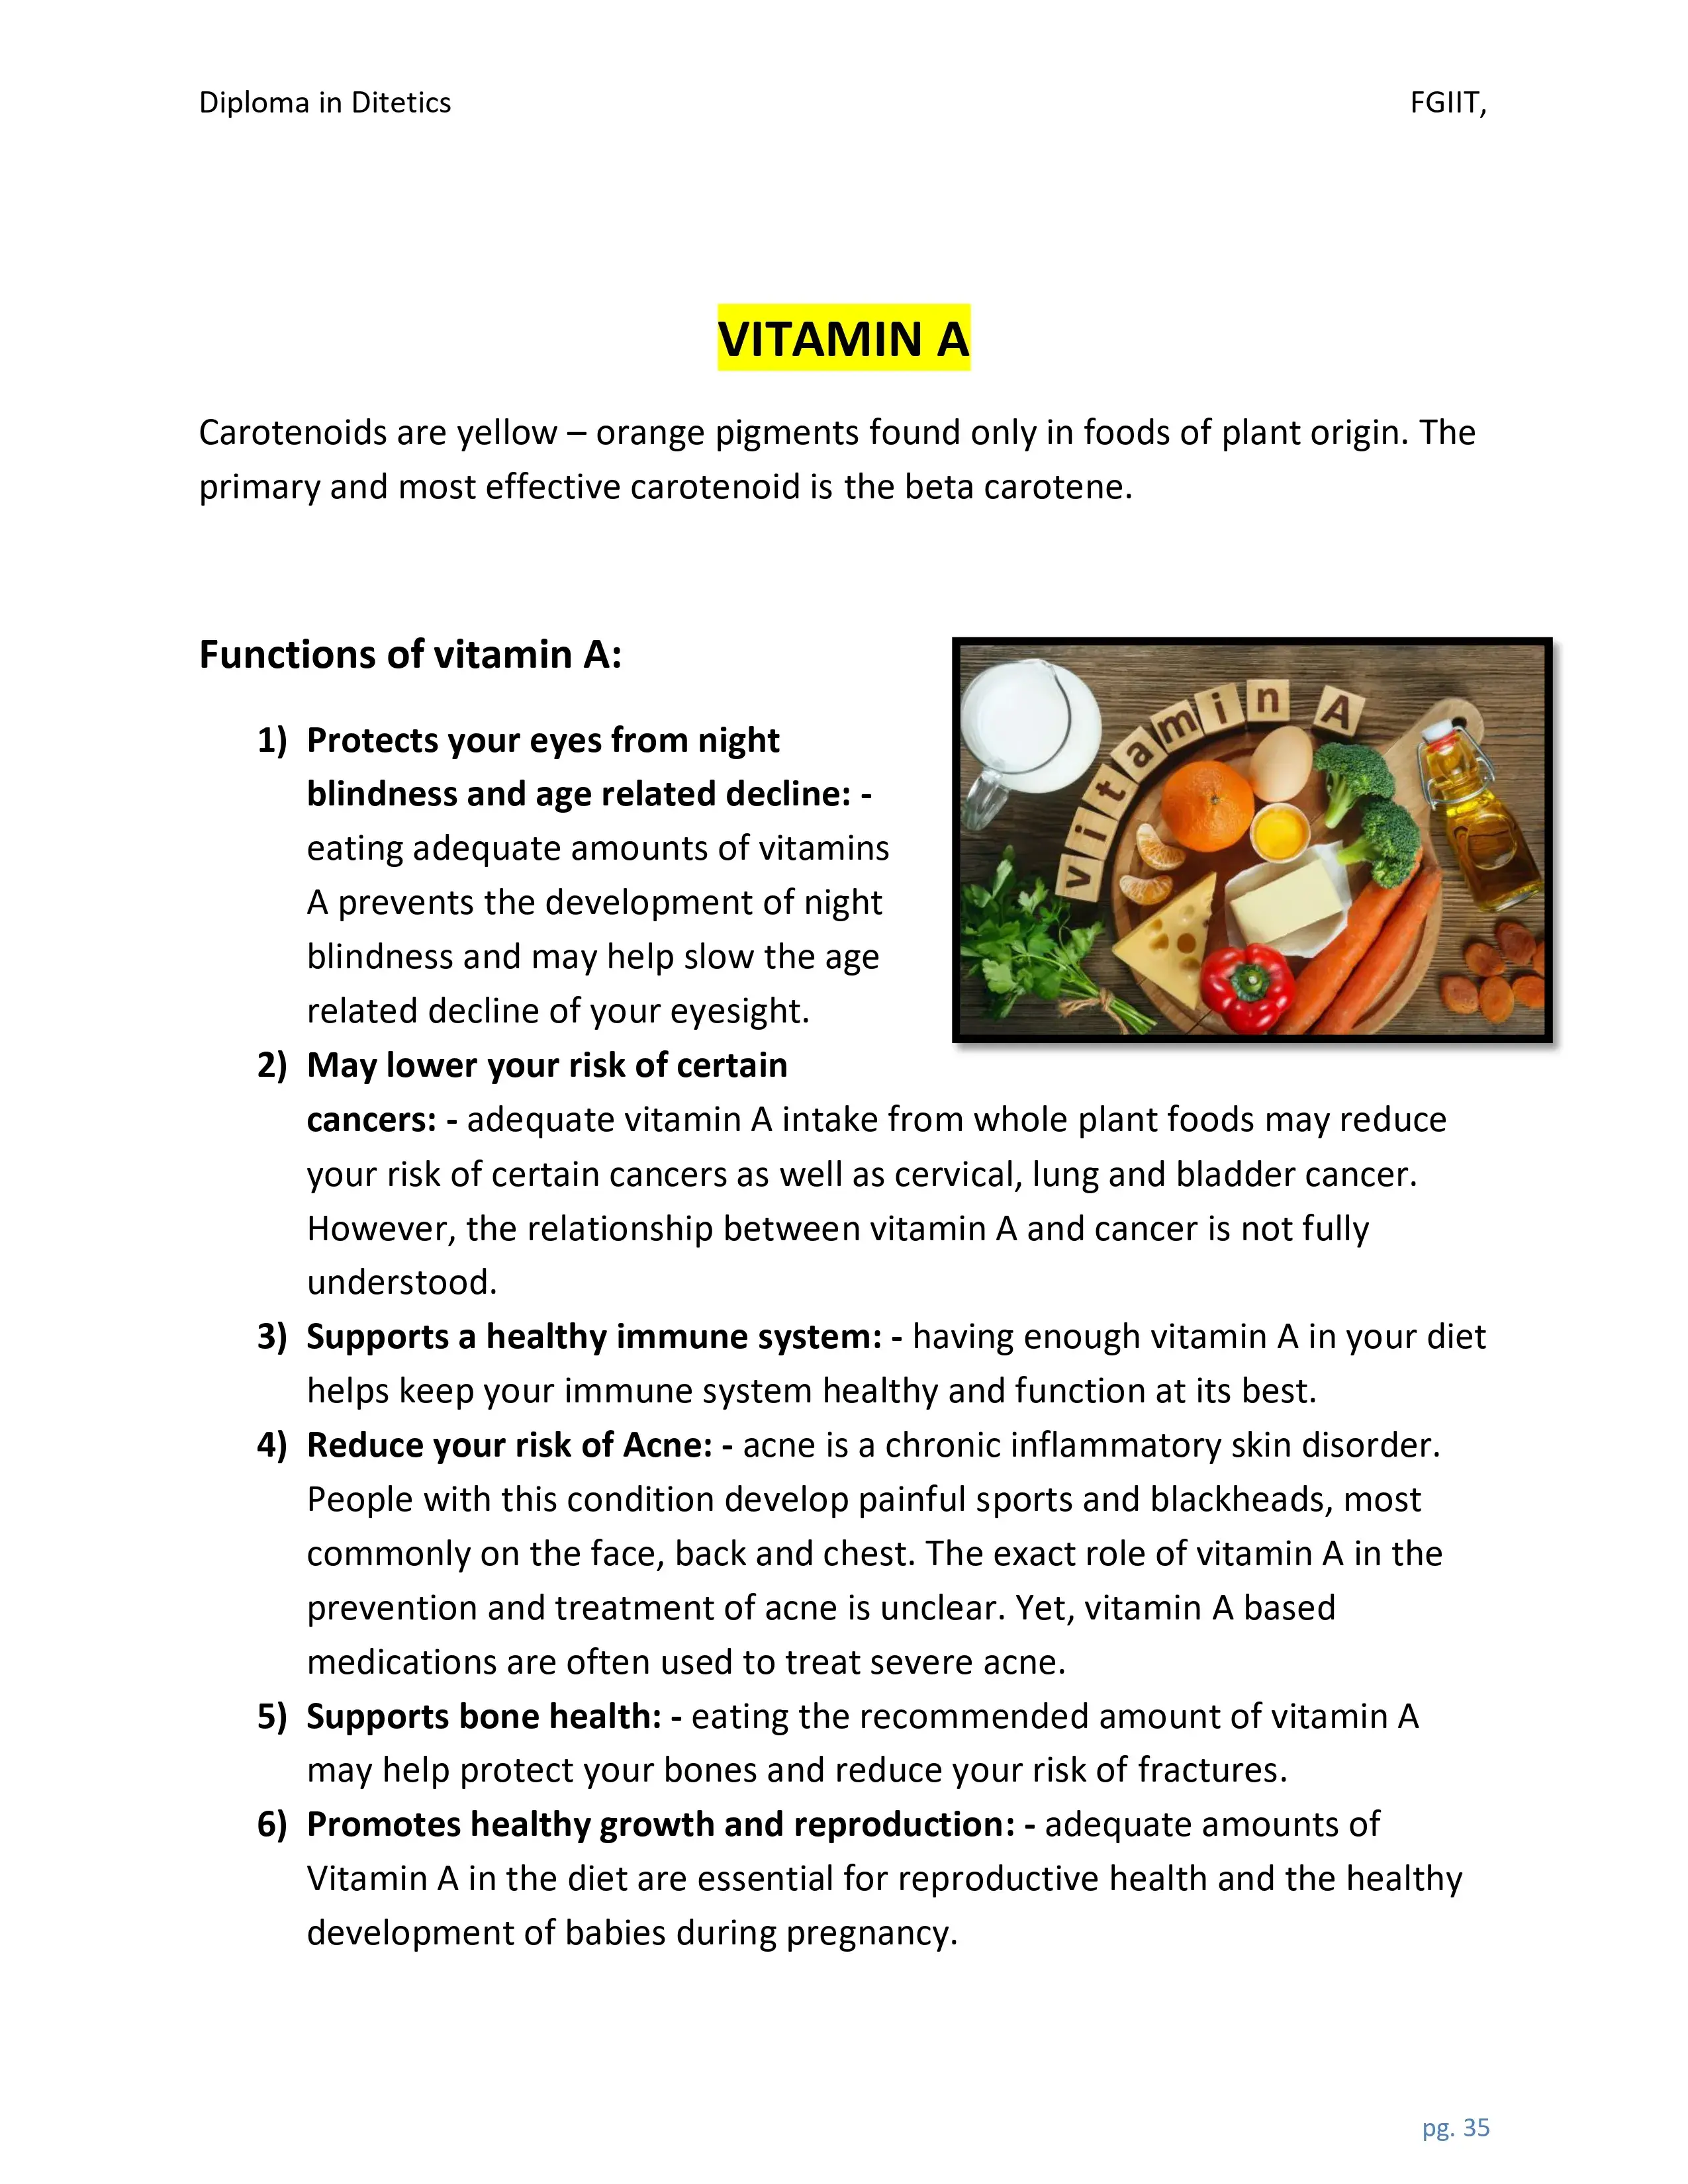 Diploma in Ditetics FGIIT,
VITAMIN A
Carotenoids are yellow – orange pigments found only in foods of plant origin. The
primary and most effective carotenoid is the beta carotene.
Functions of vitamin A:
vitamin A
1) Protects your eyes from night
blindness and age related decline: -
eating adequate amounts of vitamins
A prevents the development of night
blindness and may help slow the age
related decline of your eyesight.
2) May lower your risk of certain
cancers: - adequate vitamin A intake from whole plant foods may reduce
your risk of certain cancers as well as cervical, lung and bladder cancer.
However, the relationship between vitamin A and cancer is not fully
understood.
3) Supports a healthy immune system: - having enough vitamin A in your diet
helps keep your immune system healthy and function at its best.
4) Reduce your risk of Acne: - acne is a chronic inflammatory skin disorder.
People with this condition develop painful sports and blackheads, most
commonly on the face, back and chest. The exact role of vitamin A in the
prevention and treatment of acne is unclear. Yet, vitamin A based
medications are often used to treat severe acne.
5) Supports bone health: - eating the recommended amount of vitamin A
may help protect your bones and reduce your risk of fractures.
6) Promotes healthy growth and reproduction: - adequate amounts of
Vitamin A in the diet are essential for reproductive health and the healthy
development of babies during pregnancy.
pg. 35